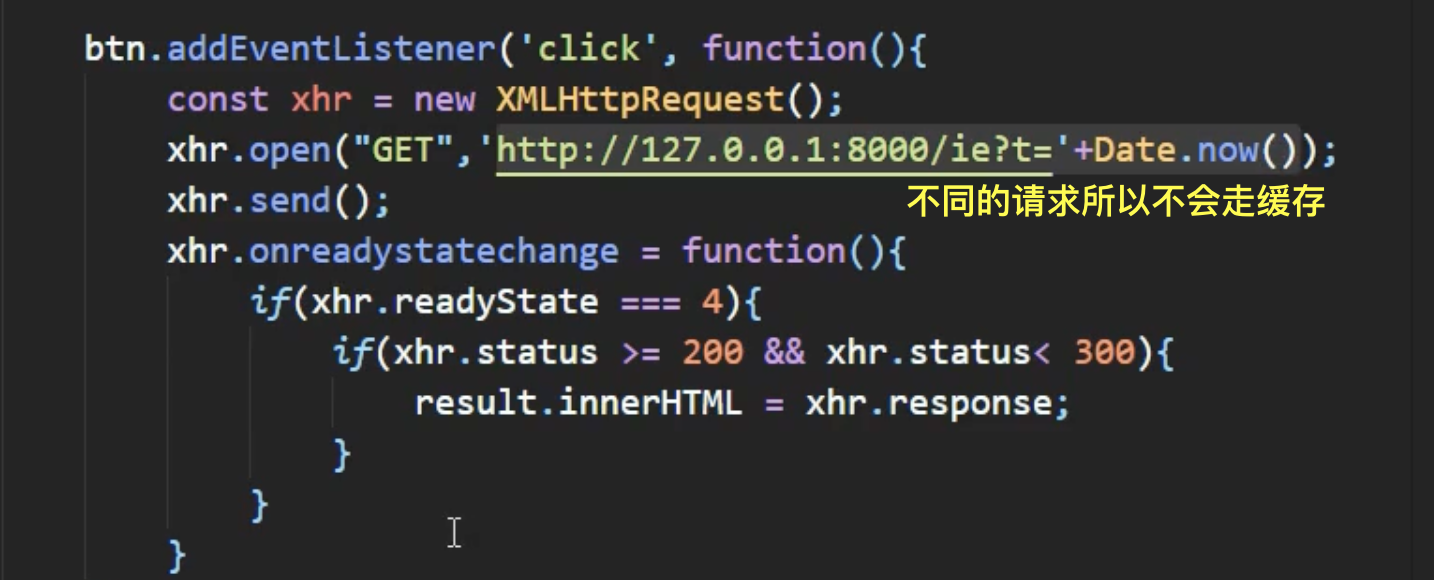 btn.addEventListener('click', function(){
const xhr = new XMLHttpRequest();
xhr.open("GET",'http://127.0.0.1:8000/ie?t='+Date.now());
不同的请求所以不会走缓存
xhr.send();
xhr.onreadystatechange = function(){
if(xhr.readyState === 4){
if(xhr.status >= 200 && xhr.status< 300){
result.innerHTML = xhr.response;
}
}
}